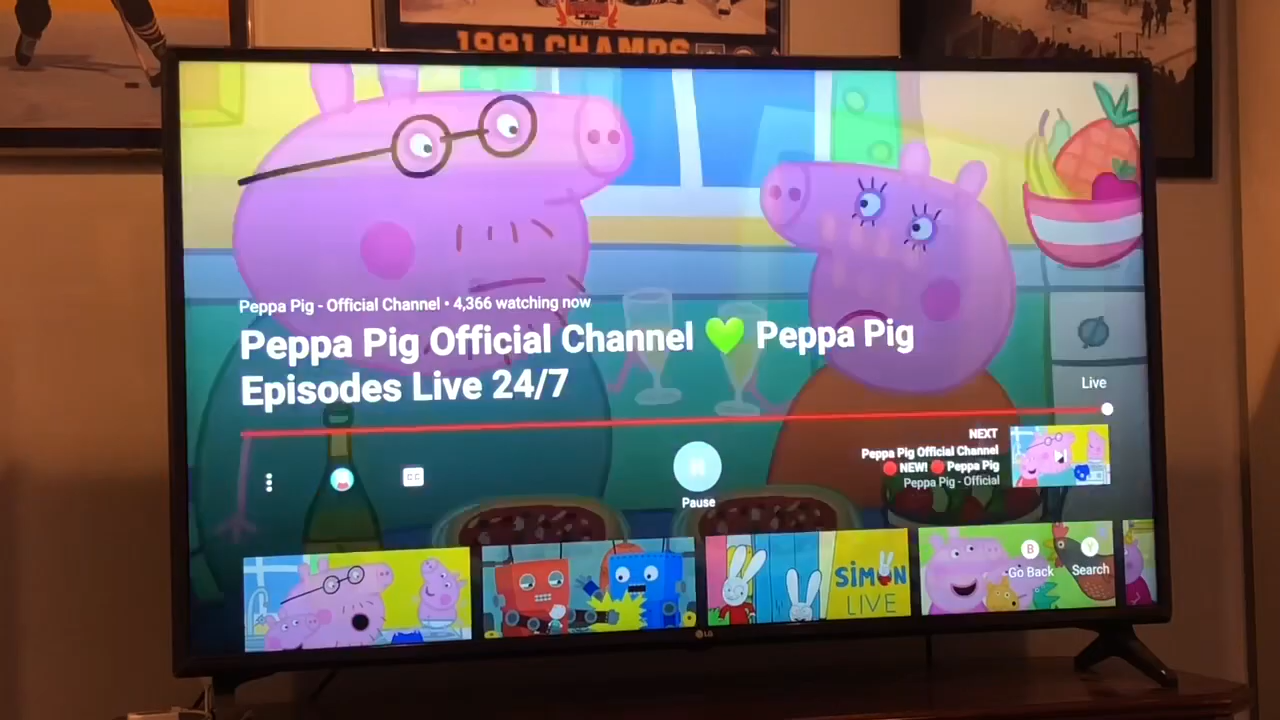 1991 CHAMPS
Peppa Pig - Official Channel • 4,366 watching now
Peppa Pig Official Channel 💚 Peppa Pig
Episodes Live 24/7
Live
NEXT
Peppa Pig Official Channel
🔴 NEW! 🔴 Peppa Pig
Peppa Pig - Official
CC
Pause
SIMON
LIVE
B
Go Back
Y
Search
LG